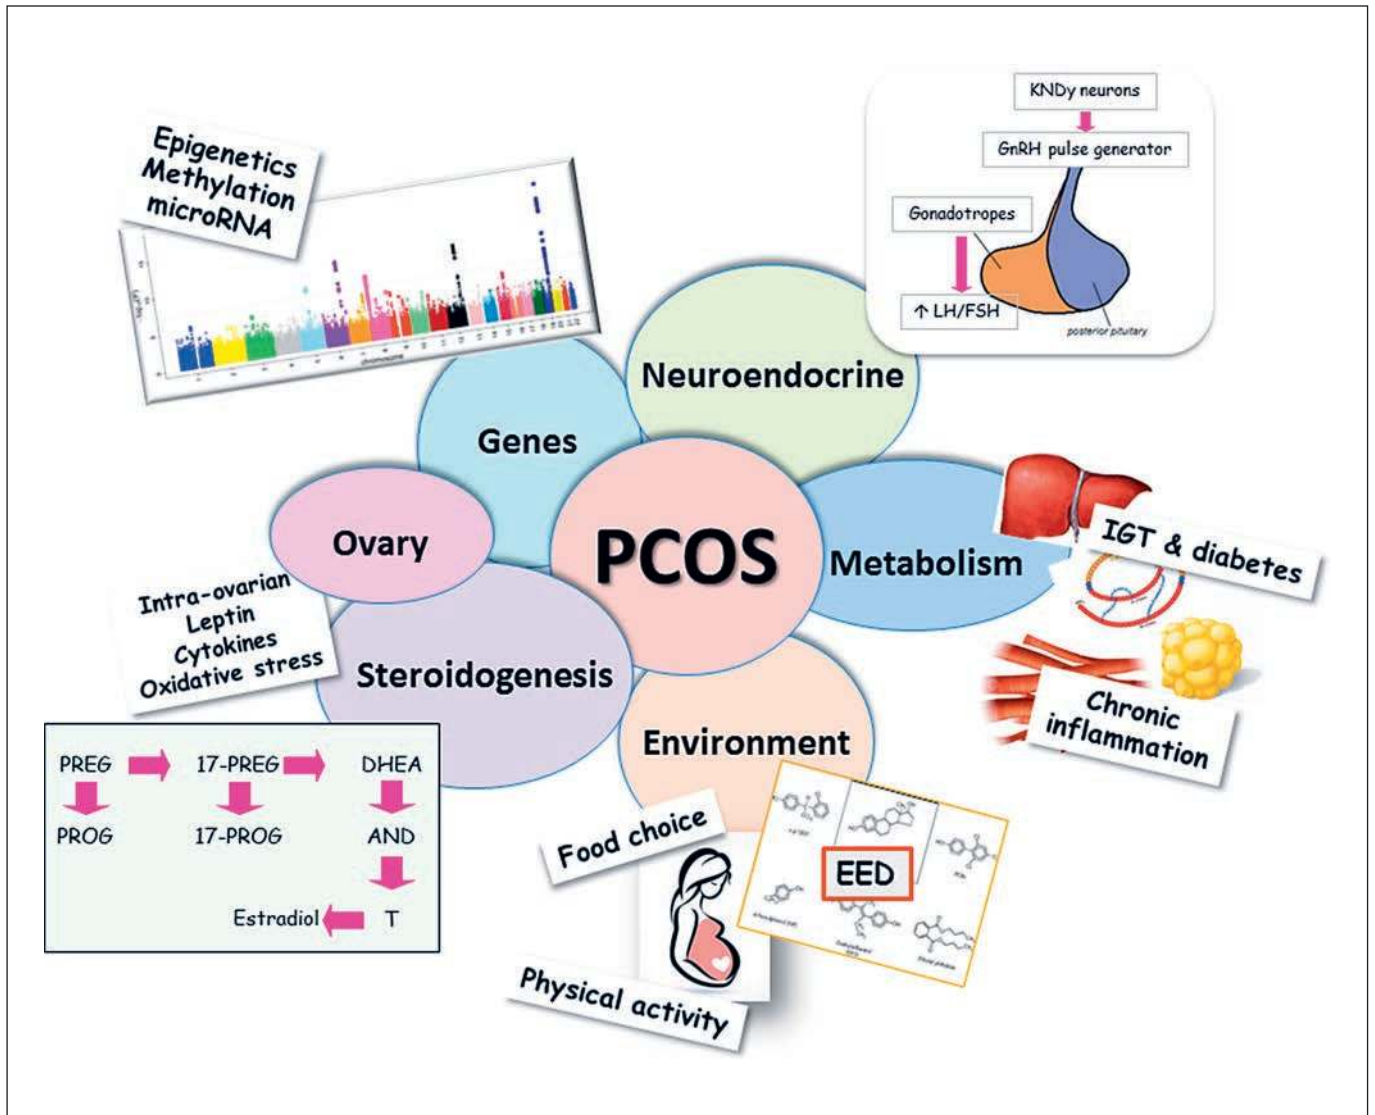 Epigenetics
Methylation
microRNA
chromosome
KNDy neurons
GnRH pulse generator
Gonadotropes
↑ LH/FSH
posterior pituitary
Neuroendocrine
Genes
Ovary
PCOS
Metabolism
IGT & diabetes
Intra-ovarian
Leptin
Cytokines
Oxidative stress
Steroidogenesis
Environment
Chronic
inflammation
PREG 17-PREG DHEA
PROG 17-PROG AND
Estradiol T
Food choice
EED
Physical activity